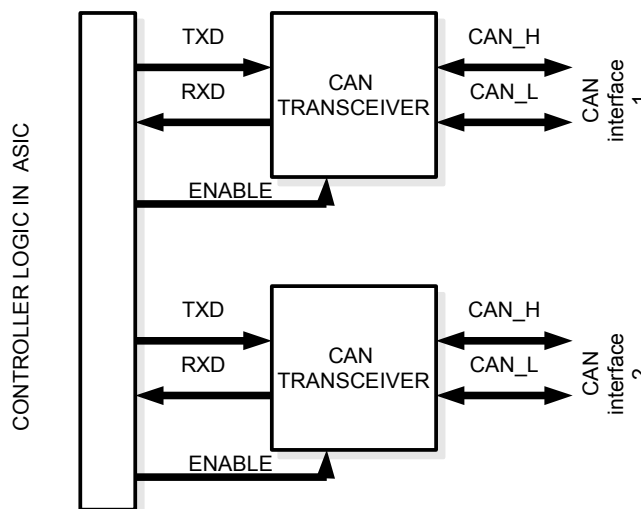 CONTROLLER LOGIC IN ASIC
TXD
RXD
ENABLE
CAN
TRANSCEIVER
CAN_H
CAN_L
CAN
interface
1
TXD
RXD
ENABLE
CAN
TRANSCEIVER
CAN_H
CAN_L
CAN
interface
2